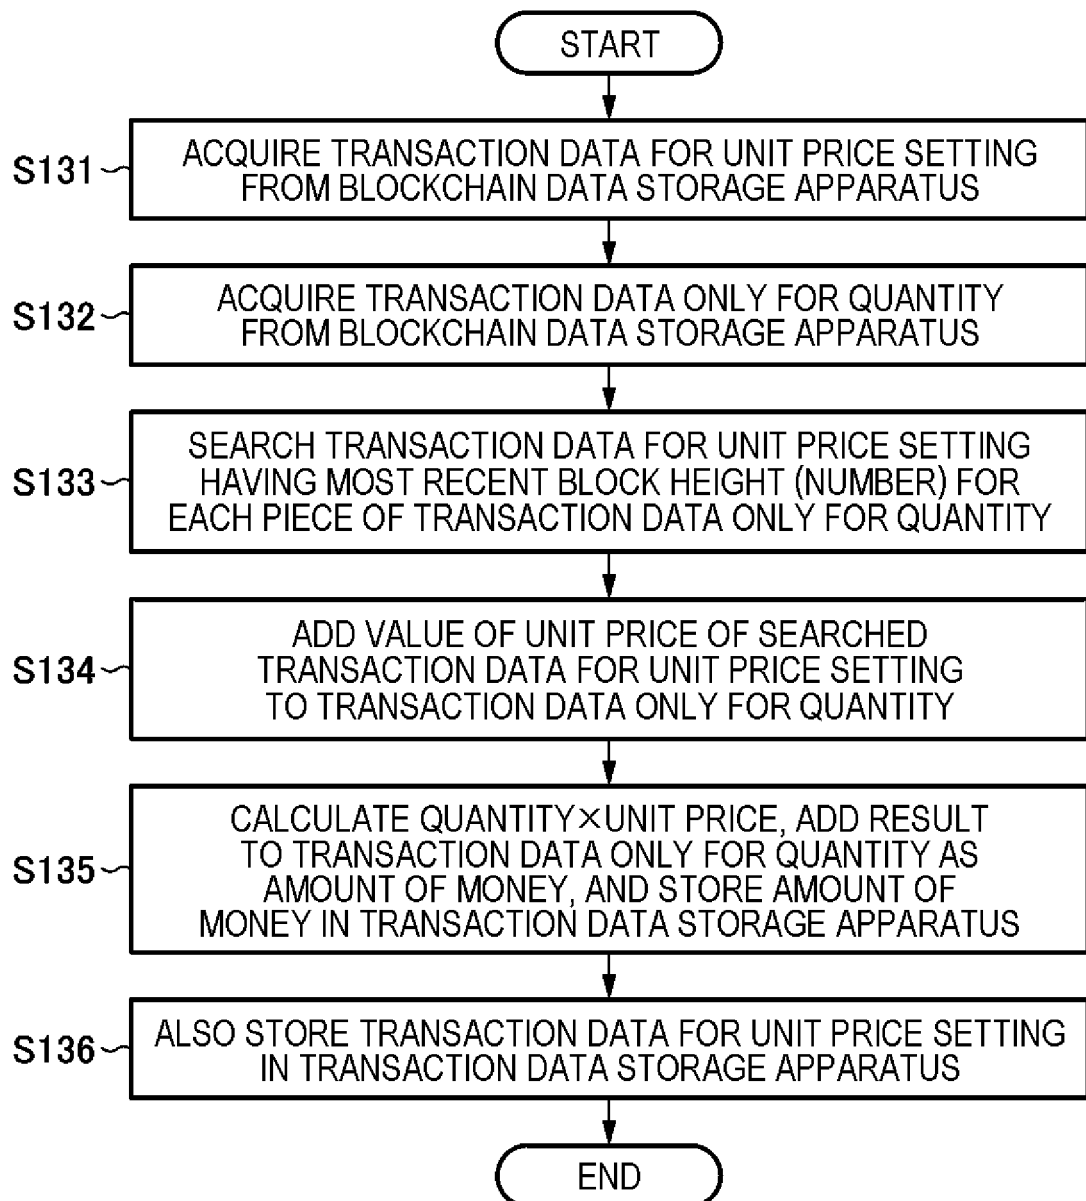 START
S131
ACQUIRE TRANSACTION DATA FOR UNIT PRICE SETTING
FROM BLOCKCHAIN DATA STORAGE APPARATUS
S132
ACQUIRE TRANSACTION DATA ONLY FOR QUANTITY
FROM BLOCKCHAIN DATA STORAGE APPARATUS
S133
SEARCH TRANSACTION DATA FOR UNIT PRICE SETTING
HAVING MOST RECENT BLOCK HEIGHT (NUMBER) FOR
EACH PIECE OF TRANSACTION DATA ONLY FOR QUANTITY
S134
ADD VALUE OF UNIT PRICE OF SEARCHED
TRANSACTION DATA FOR UNIT PRICE SETTING
TO TRANSACTION DATA ONLY FOR QUANTITY
S135
CALCULATE QUANTITY×UNIT PRICE, ADD RESULT
TO TRANSACTION DATA ONLY FOR QUANTITY AS
AMOUNT OF MONEY, AND STORE AMOUNT OF
MONEY IN TRANSACTION DATA STORAGE APPARATUS
S136
ALSO STORE TRANSACTION DATA FOR UNIT PRICE SETTING
IN TRANSACTION DATA STORAGE APPARATUS
END